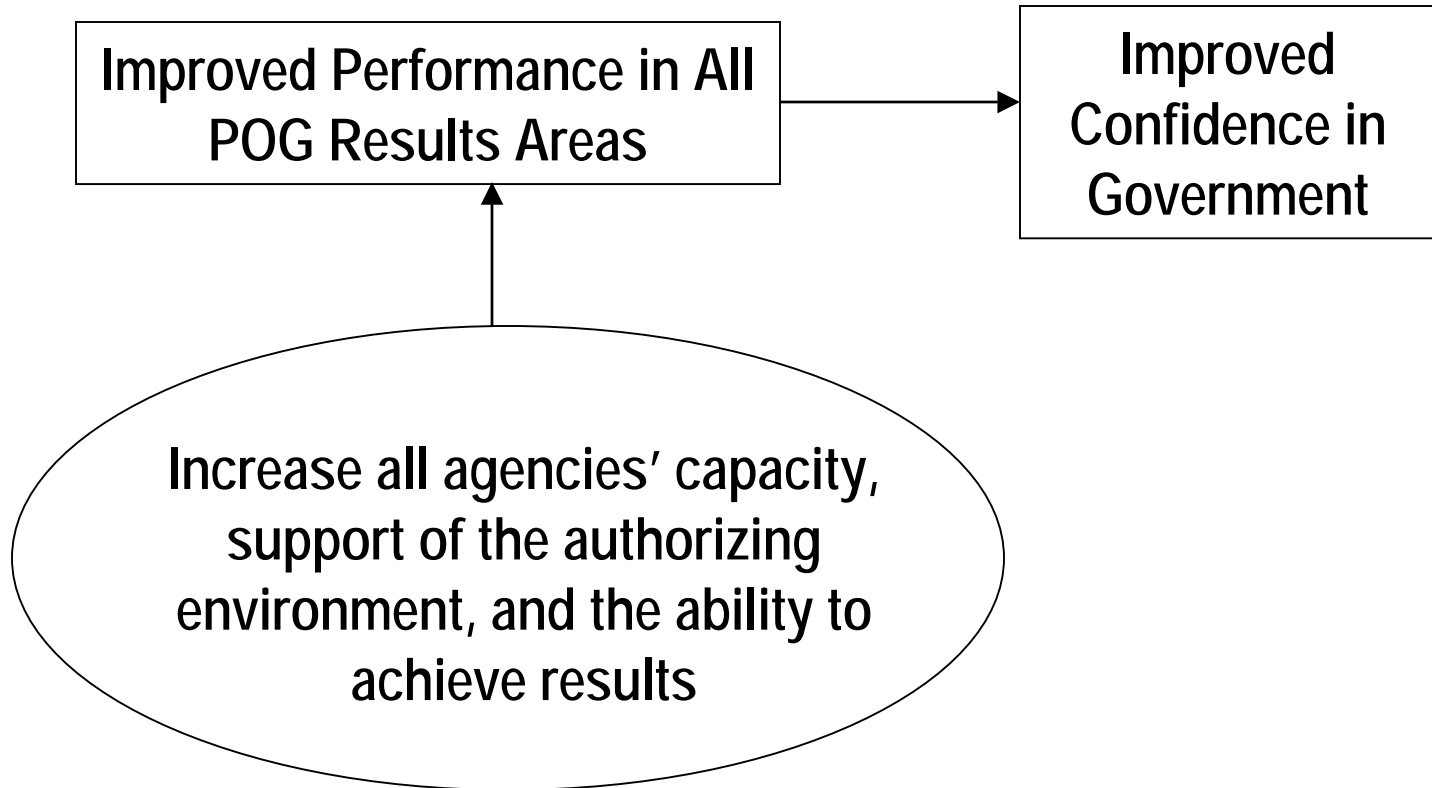 Improved Performance in All
POG Results Areas
Improved
Confidence in
Government
Increase all agencies’ capacity,
support of the authorizing
environment, and the ability to
achieve results